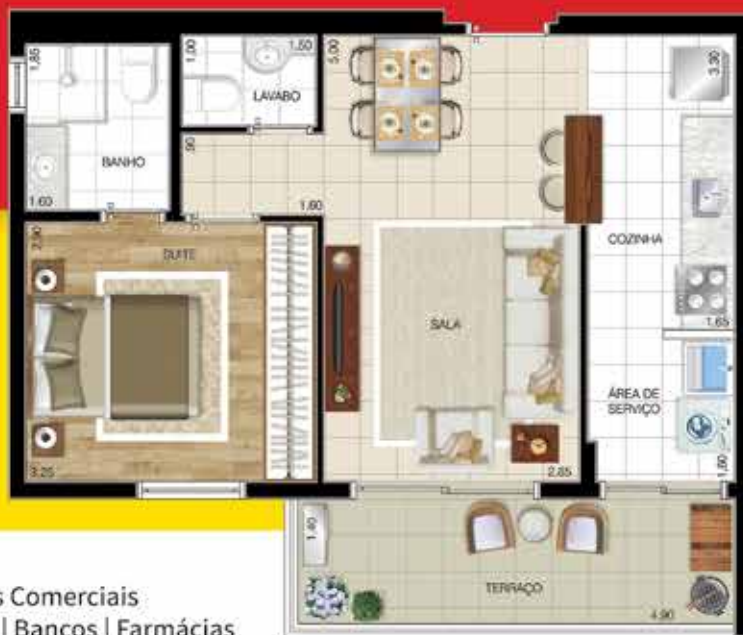 1,85
BANHO
1.60
1,00
1.50
LAVABO
,90
1.60
5,00
3,30
COZINHA
1.65
2,90
SUÍTE
3.25
SALA
2.85
ÁREA DE
SERVIÇO
1,60
1,40
TERRAÇO
4.90
s Comerciais
| Bancos | Farmácias